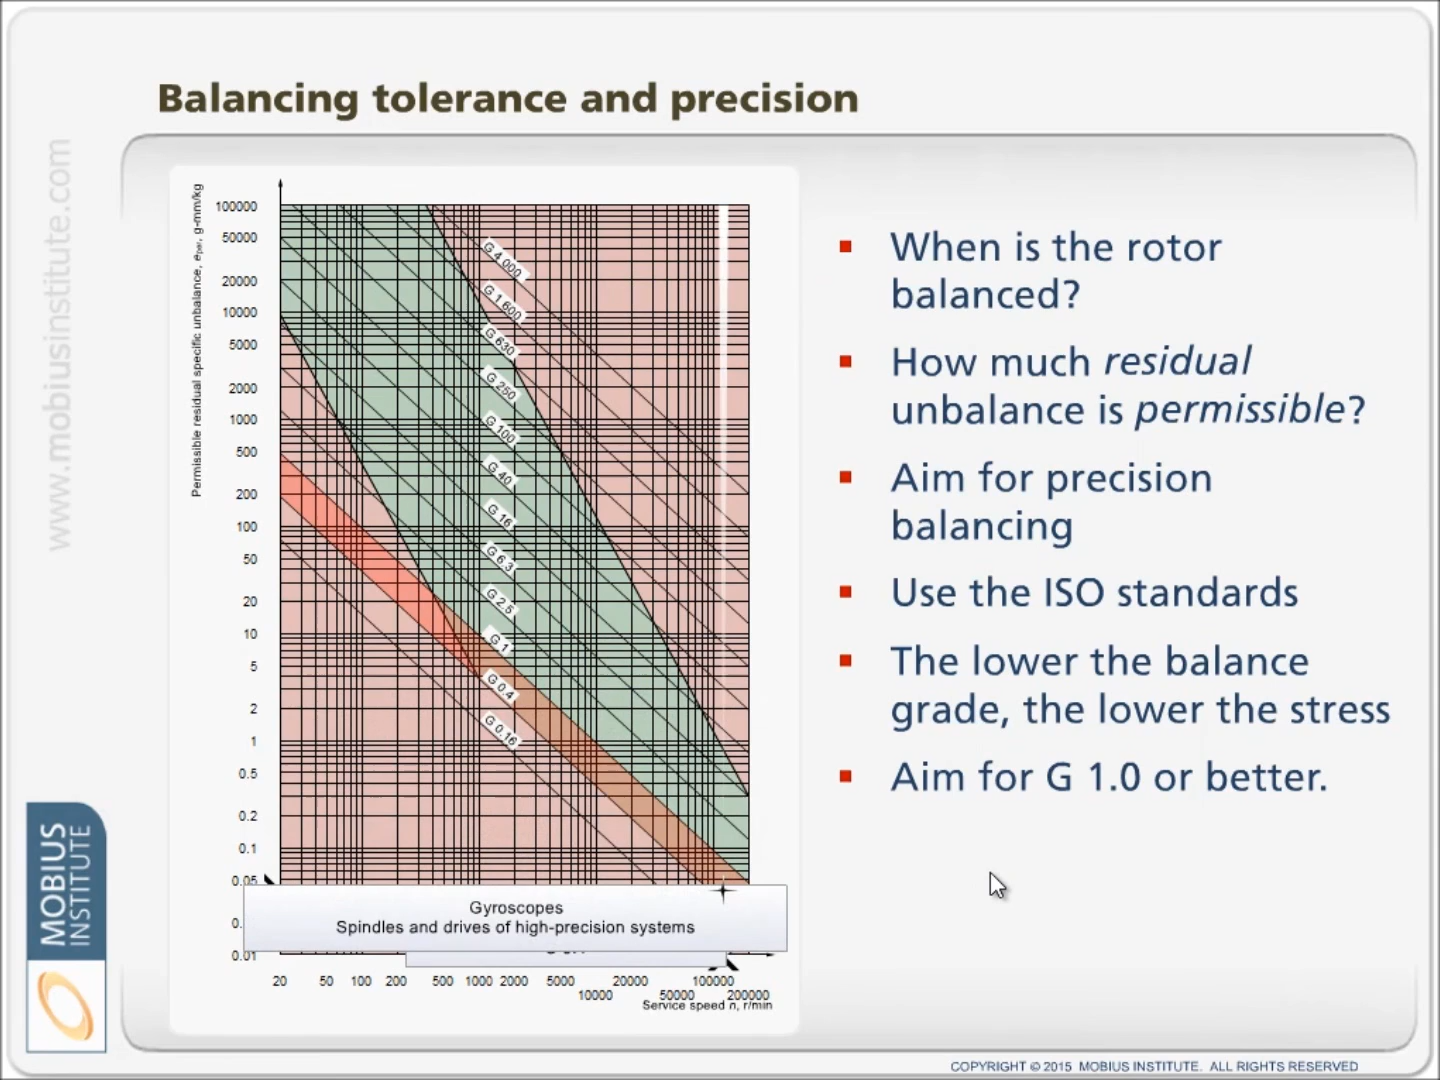 Balancing tolerance and precision
www.mobiusinstitute.com
Permissible residual specific unbalance, eper, g-mm/kg
100000
50000
20000
10000
5000
2000
1000
500
200
100
50
20
10
5
2
1
0.5
0.2
0.1
0.05
0.
0.01
G 4 000
G 1 600
G 630
G 250
G 100
G 40
G 16
G 6.3
G 2.5
G 1
G 0.4
G 0.16
Gyroscopes
Spindles and drives of high-precision systems
20 50 100 200 500 1000 2000 5000 20000 100000
10000 50000 200000
Service speed n, r/min
When is the rotor
balanced?
How much residual
unbalance is permissible?
Aim for precision
balancing
Use the ISO standards
The lower the balance
grade, the lower the stress
Aim for G 1.0 or better.
MOBIUS
INSTITUTE
COPYRIGHT © 2015 MOBIUS INSTITUTE. ALL RIGHTS RESERVED